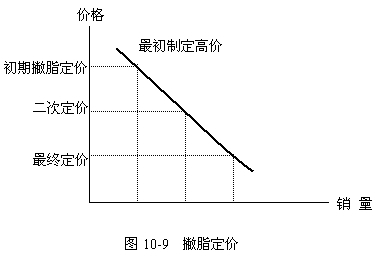 价格
最初制定高价
初期撇脂定价
二次定价
最终定价
销 量
图 10-9 撇脂定价